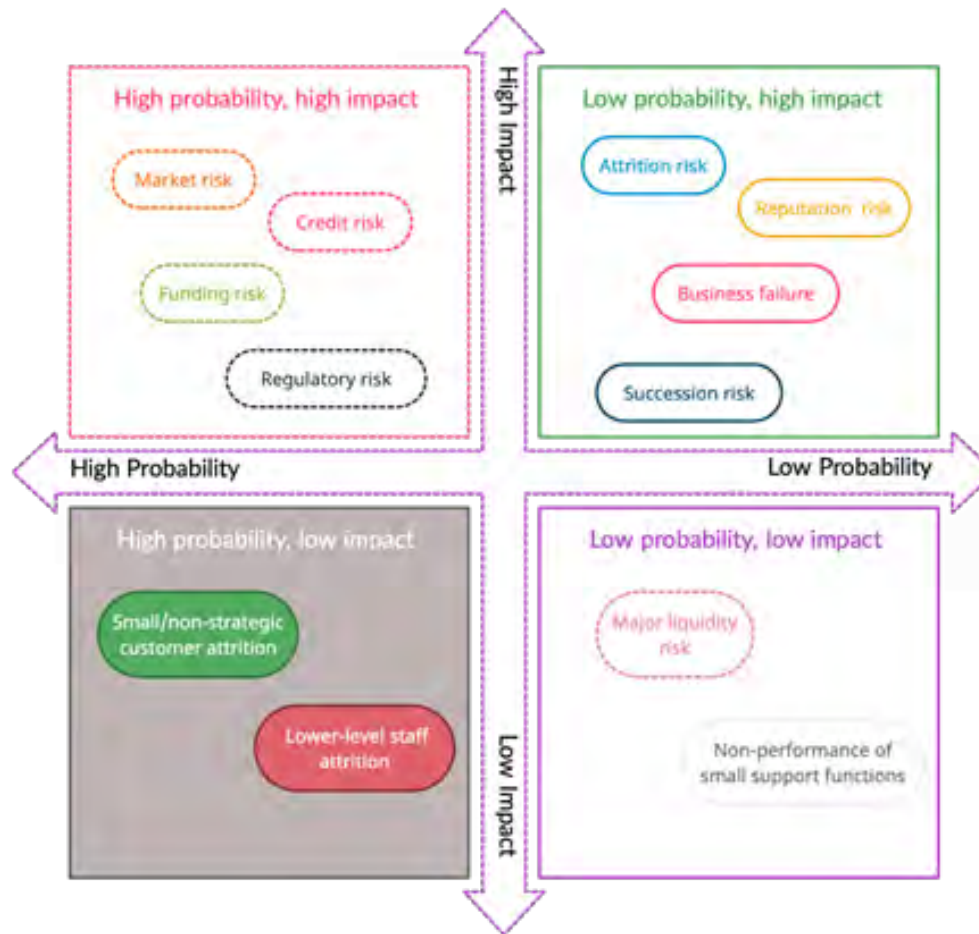 High Impact
High probability, high impact
Market risk
Credit risk
Funding risk
Regulatory risk
Low probability, high impact
Attrition risk
Reputation risk
Business failure
Succession risk
High Probability
Low Probability
High probability, low impact
Small/non-strategic
customer attrition
Lower-level staff
attrition
Low probability, low impact
Major liquidity
risk
Non-performance of
small support functions
Low Impact